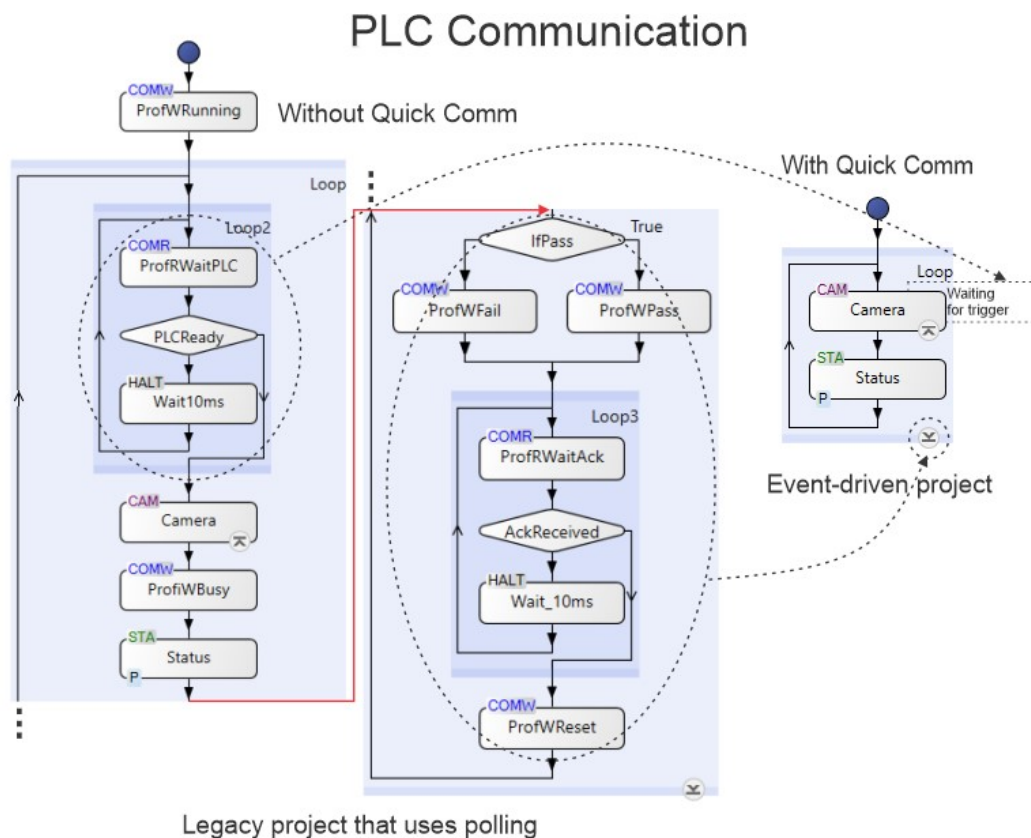 PLC Communication
COMW
ProfWRunning
Without Quick Comm
Loop
Loop2
COMR
ProfRWaitPLC
PLCReady
HALT
Wait10ms
CAM
Camera
COMW
ProfiWBusy
STA
Status
P
IfPass
True
COMW
ProfWFail
COMW
ProfWPass
Loop3
COMR
ProfRWaitAck
AckReceived
HALT
Wait_10ms
COMW
ProfWReset
With Quick Comm
Loop
CAM
Camera
Waiting
for trigger
STA
Status
P
Event-driven project
Legacy project that uses polling